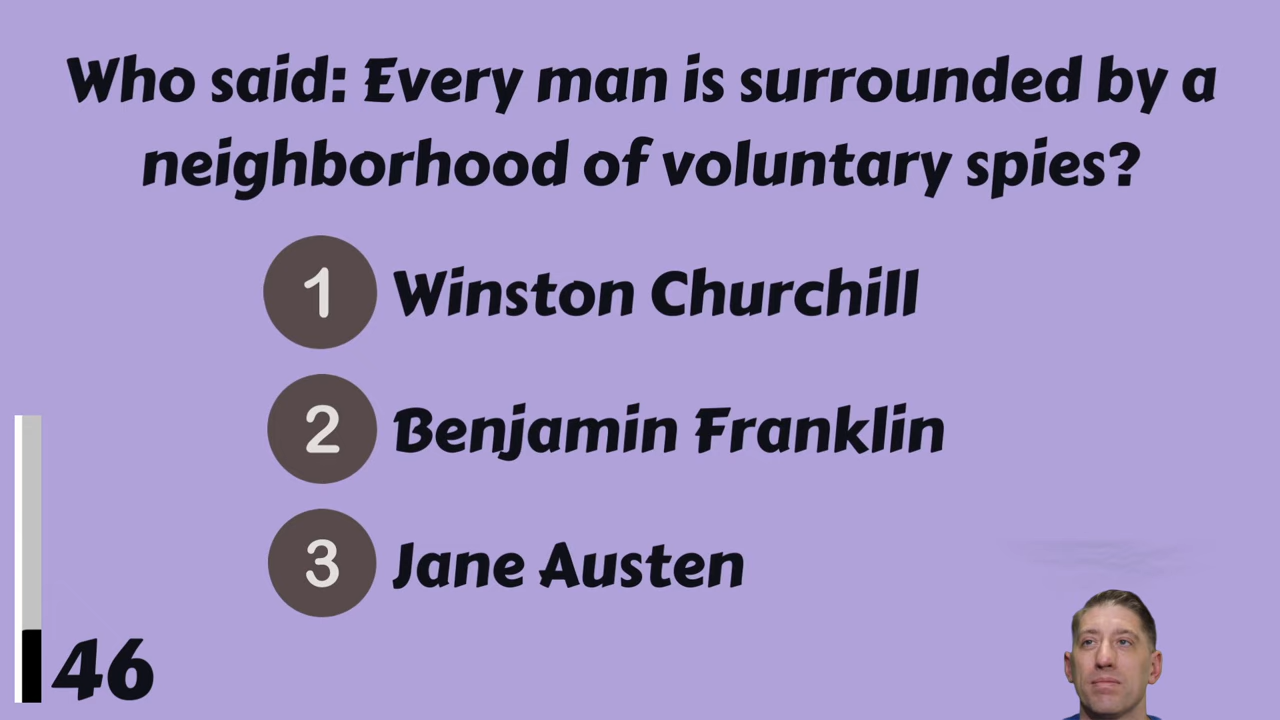 Who said: Every man is surrounded by a
neighborhood of voluntary spies?
1 Winston Churchill
2 Benjamin Franklin
3 Jane Austen
46